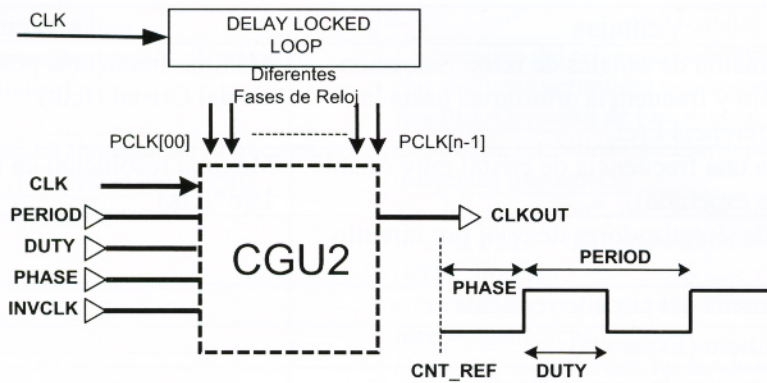 CLK
DELAY LOCKED
LOOP
Diferentes
Fases de Reloj
PCLK[00]
PCLK[n-1]
CLK
PERIOD
DUTY
PHASE
INVCLK
CGU2
CLKOUT
PERIOD
PHASE
CNT_REF
DUTY